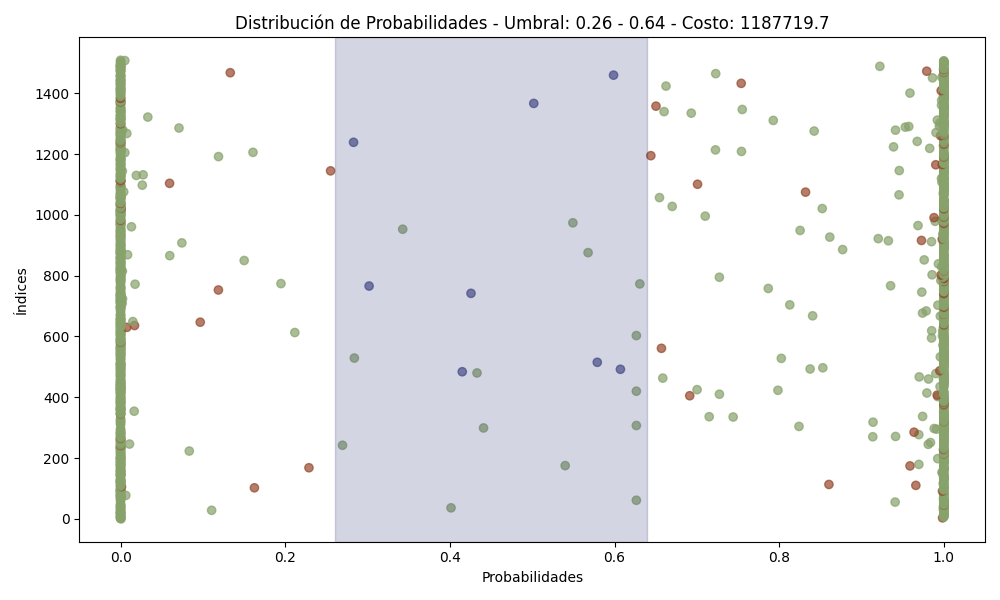 Distribución de Probabilidades - Umbral: 0.26 - 0.64 - Costo: 1187719.7
Índices
1400
1200
1000
800
600
400
200
0
0.0 0.2 0.4 0.6 0.8 1.0
Probabilidades